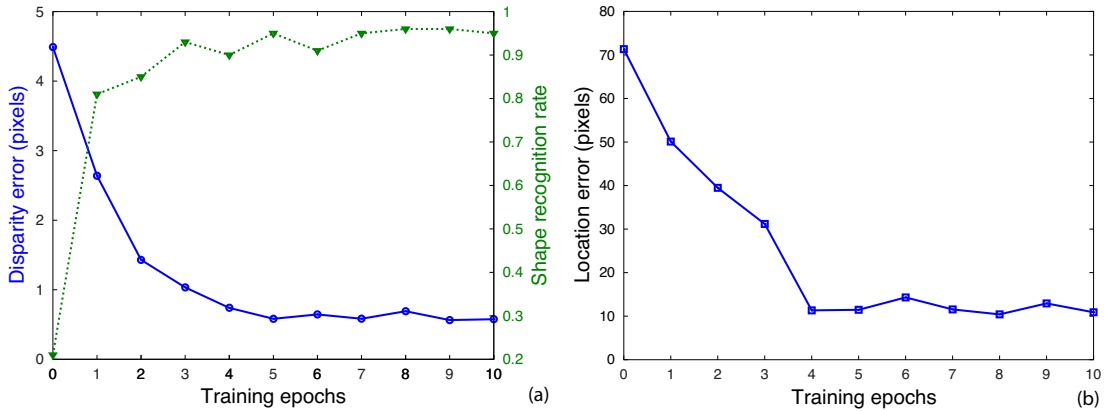 5
4
3
2
1
0
Disparity error (pixels)
1
0.9
0.8
0.7
0.6
0.5
0.4
0.3
0.2
Shape recognition rate
0 1 2 3 4 5 6 7 8 9 10
Training epochs
(a)
80
70
60
50
40
30
20
10
0
Location error (pixels)
0 1 2 3 4 5 6 7 8 9 10
Training epochs
(b)